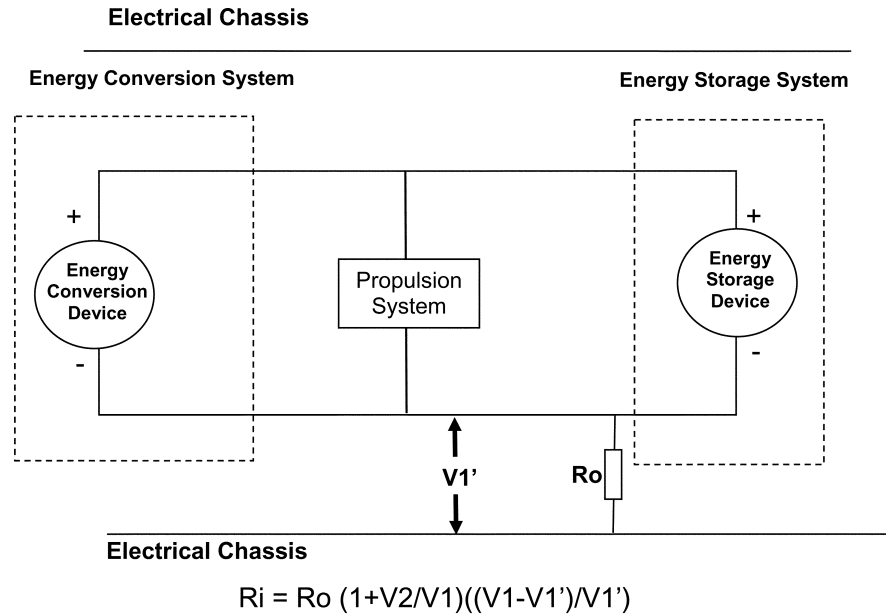 Electrical Chassis
Energy Conversion System
Energy Storage System
+
+
Energy
Conversion
Device
Propulsion
System
Energy
Storage
Device
-
-
V1’
Ro
Electrical Chassis
Ri = Ro (1+V2/V1)((V1-V1’)/V1’)